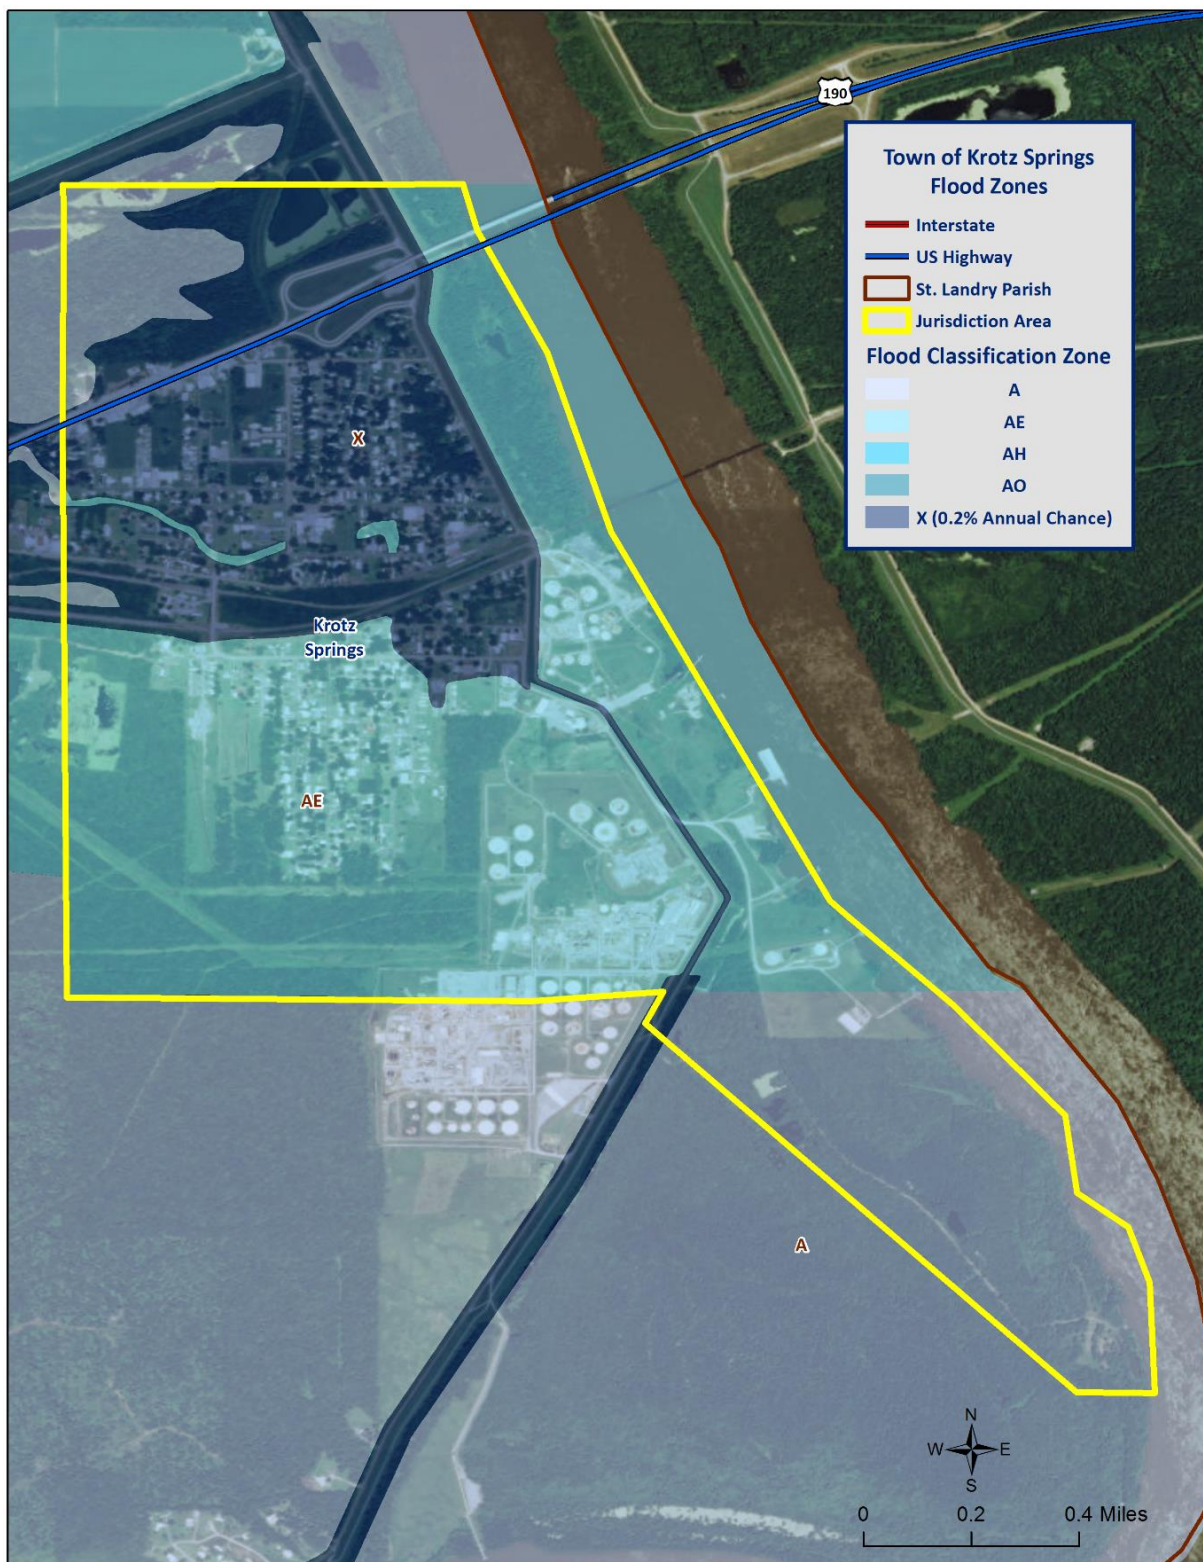 190
Town of Krotz Springs
Flood Zones
Interstate
US Highway
St. Landry Parish
Jurisdiction Area
Flood Classification Zone
A
AE
AH
AO
X (0.2% Annual Chance)
X
Krotz
Springs
AE
A
N
W E
S
0 0.2 0.4 Miles